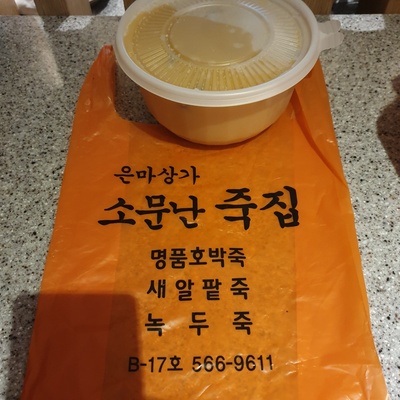 은마상가
소문난 죽집
명품호박죽
새알팥죽
녹두죽
B-17호 566-9611